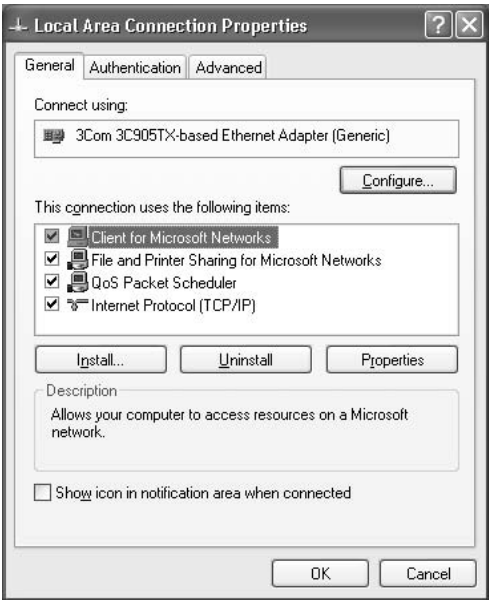 Local Area Connection Properties
General Authentication Advanced
Connect using:
3Com 3C905TX-based Ethernet Adapter (Generic)
Configure...
This connection uses the following items:
Client for Microsoft Networks
File and Printer Sharing for Microsoft Networks
QoS Packet Scheduler
Internet Protocol (TCP/IP)
Install... Uninstall Properties
Description
Allows your computer to access resources on a Microsoft
network.
Show icon in notification area when connected
OK Cancel